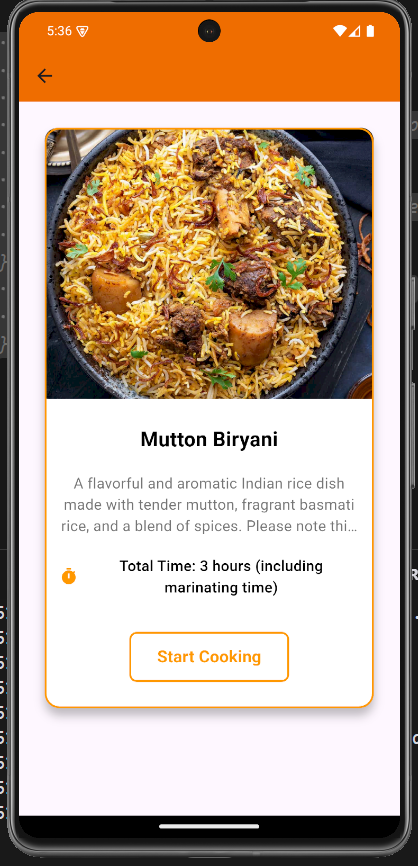 5:36
Mutton Biryani
A flavorful and aromatic Indian rice dish
made with tender mutton, fragrant basmati
rice, and a blend of spices. Please note thi...
Total Time: 3 hours (including
marinating time)
Start Cooking